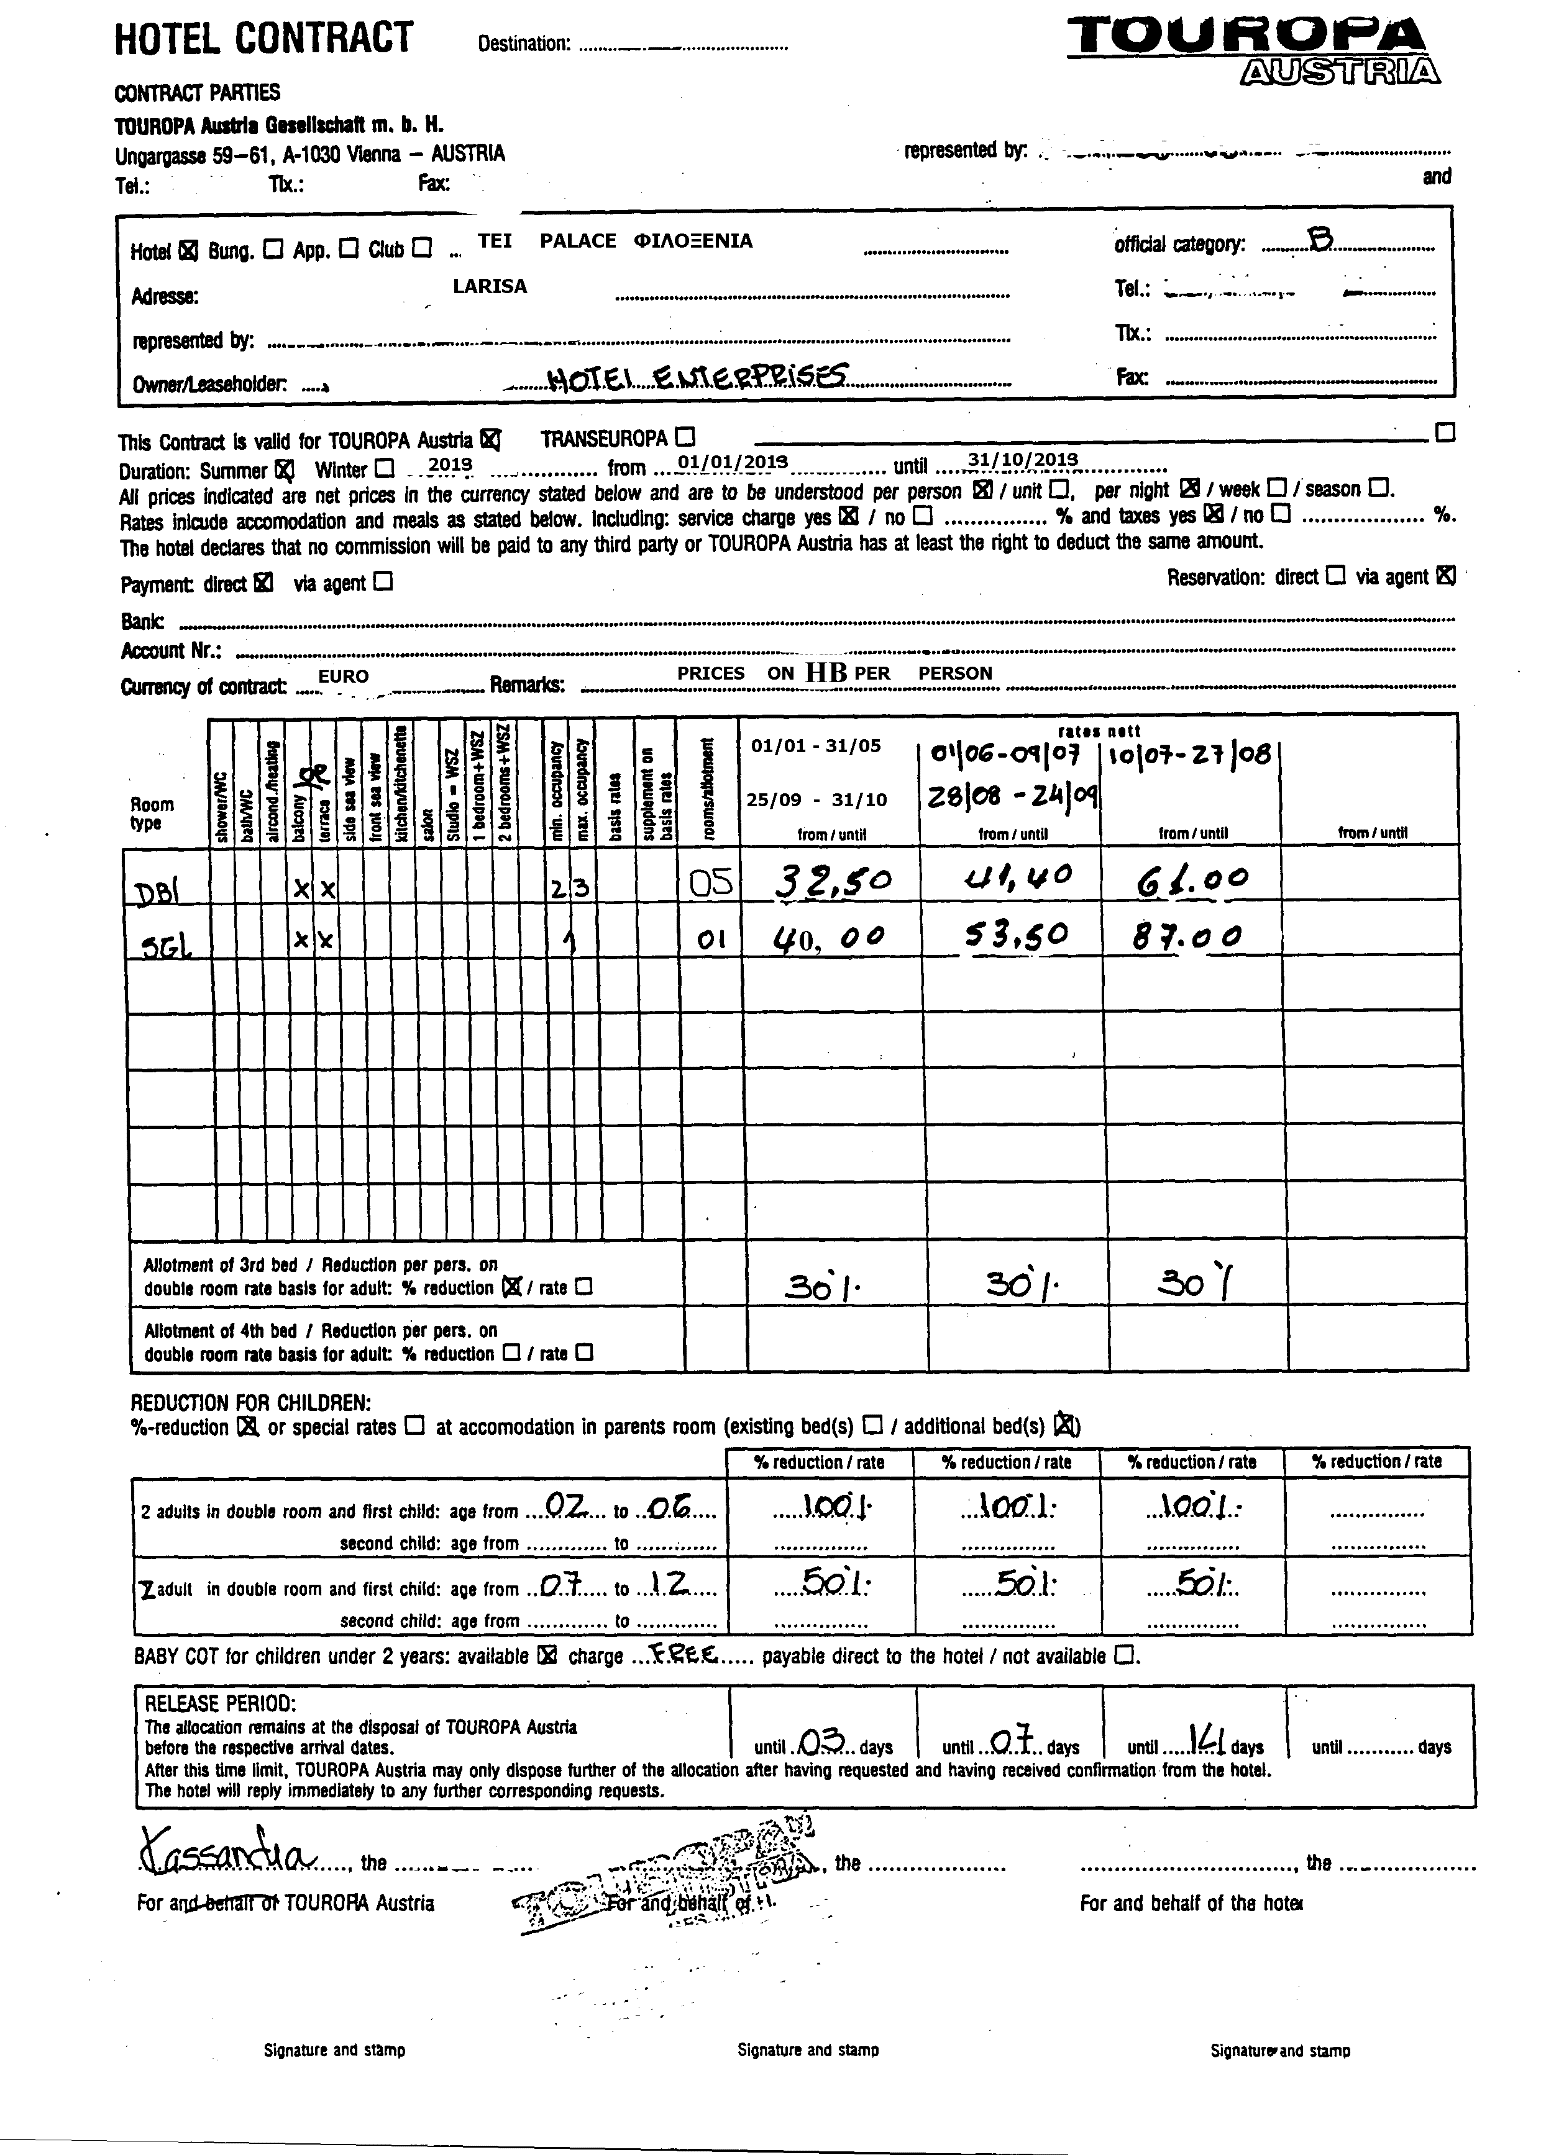 HOTEL CONTRACT Destination: TOUROPA
AUSTRIA
CONTRACT PARTIES
TOUROPA Austria Gesellschaft m. b. H.
Ungargasse 59–61, A-1030 Vienna – AUSTRIA represented by:
Tel.: Tlx.: Fax: and
Hotel ☒ Bung. ☐ App. ☐ Club ☐ TEI PALACE ΦΙΛΟΞΕΝΙΑ official category: B
Adresse: LARISA Tel.:
represented by: Tlx.:
Owner/Leaseholder: HOTEL ENTERPRISES Fax:
This Contract is valid for TOUROPA Austria ☒ TRANSEUROPA ☐ ☐
Duration: Summer ☒ Winter ☐ 2019 from 01/01/2019 until 31/10/2019
All prices indicated are net prices in the currency stated below and are to be understood per person ☒ / unit ☐, per night ☒ / week ☐ / season ☐.
Rates inlcude accomodation and meals as stated below. Including: service charge yes ☒ / no ☐ ............... % and taxes yes ☒ / no ☐ .................. %.
The hotel declares that no commission will be paid to any third party or TOUROPA Austria has at least the right to deduct the same amount.
Payment: direct ☒ via agent ☐ Reservation: direct ☐ via agent ☒
Bank:
Account Nr.:
Currency of contract: EURO Remarks: PRICES ON HB PER PERSON
Room type shower/WC bath/WC aircond./heating balcony terrace side sea view front sea view kitchen/kitchenette salon Studio = WSZ 1 bedroom+WSZ 2 bedrooms+WSZ min. occupancy max. occupancy basis rates supplement on basis rates rooms/allotment
rates nett
01/01 - 31/05 01/06-09/07 10/07-27/08
25/09 - 31/10 28/08-24/09
from / until from / until from / until from / until
DBl x x 2 3 05 32,50 41,40 61.00
SGL x x 1 01 40,00 53,50 87.00
Allotment of 3rd bed / Reduction per pers. on
double room rate basis for adult: % reduction ☒ / rate ☐ 30% 30% 30%
Allotment of 4th bed / Reduction per pers. on
double room rate basis for adult: % reduction ☐ / rate ☐
REDUCTION FOR CHILDREN:
%-reduction ☒ or special rates ☐ at accomodation in parents room (existing bed(s) ☐ / additional bed(s) ☒)
% reduction / rate % reduction / rate % reduction / rate % reduction / rate
2 adults in double room and first child: age from 02 to 06 100% 100% 100%
second child: age from ............. to .............
2 adult in double room and first child: age from 07 to 12 50% 50% 50%
second child: age from ............. to .............
BABY COT for children under 2 years: available ☒ charge FREE payable direct to the hotel / not available ☐.
RELEASE PERIOD:
The allocation remains at the disposal of TOUROPA Austria
before the respective arrival dates. until 03 days until 07 days until 14 days until ........... days
After this time limit, TOUROPA Austria may only dispose further of the allocation after having requested and having received confirmation from the hotel.
The hotel will reply immediately to any further corresponding requests.
Kassandra, the , the , the
For and behalf of TOUROPA Austria For and behalf of For and behalf of the hotel
TOUROPA
AUSTRIA
Signature and stamp Signature and stamp Signature and stamp